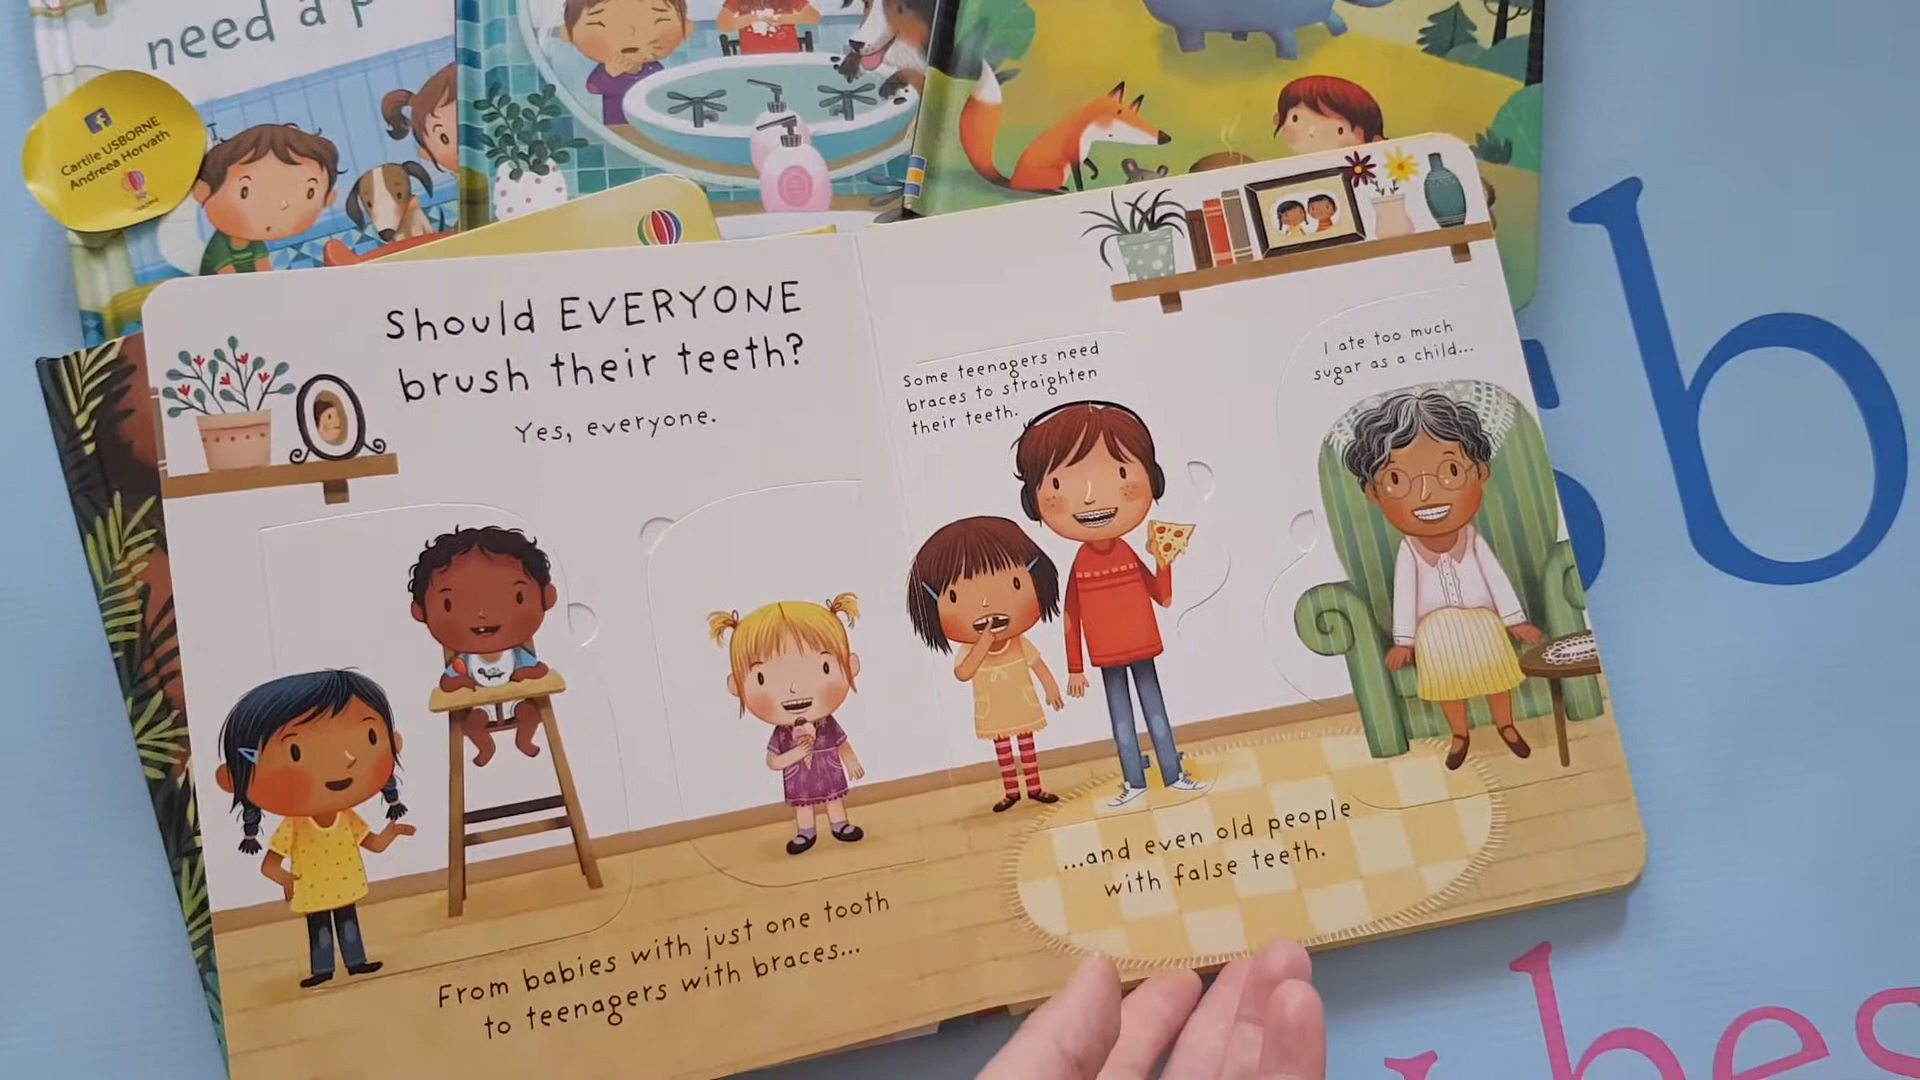 need a p
Cartile USBORNE
Andreea Horvath
Should EVERYONE
brush their teeth?
Yes, everyone.
Some teenagers need
braces to straighten
their teeth.
I ate too much
sugar as a child...
From babies with just one tooth
to teenagers with braces...
...and even old people
with false teeth.